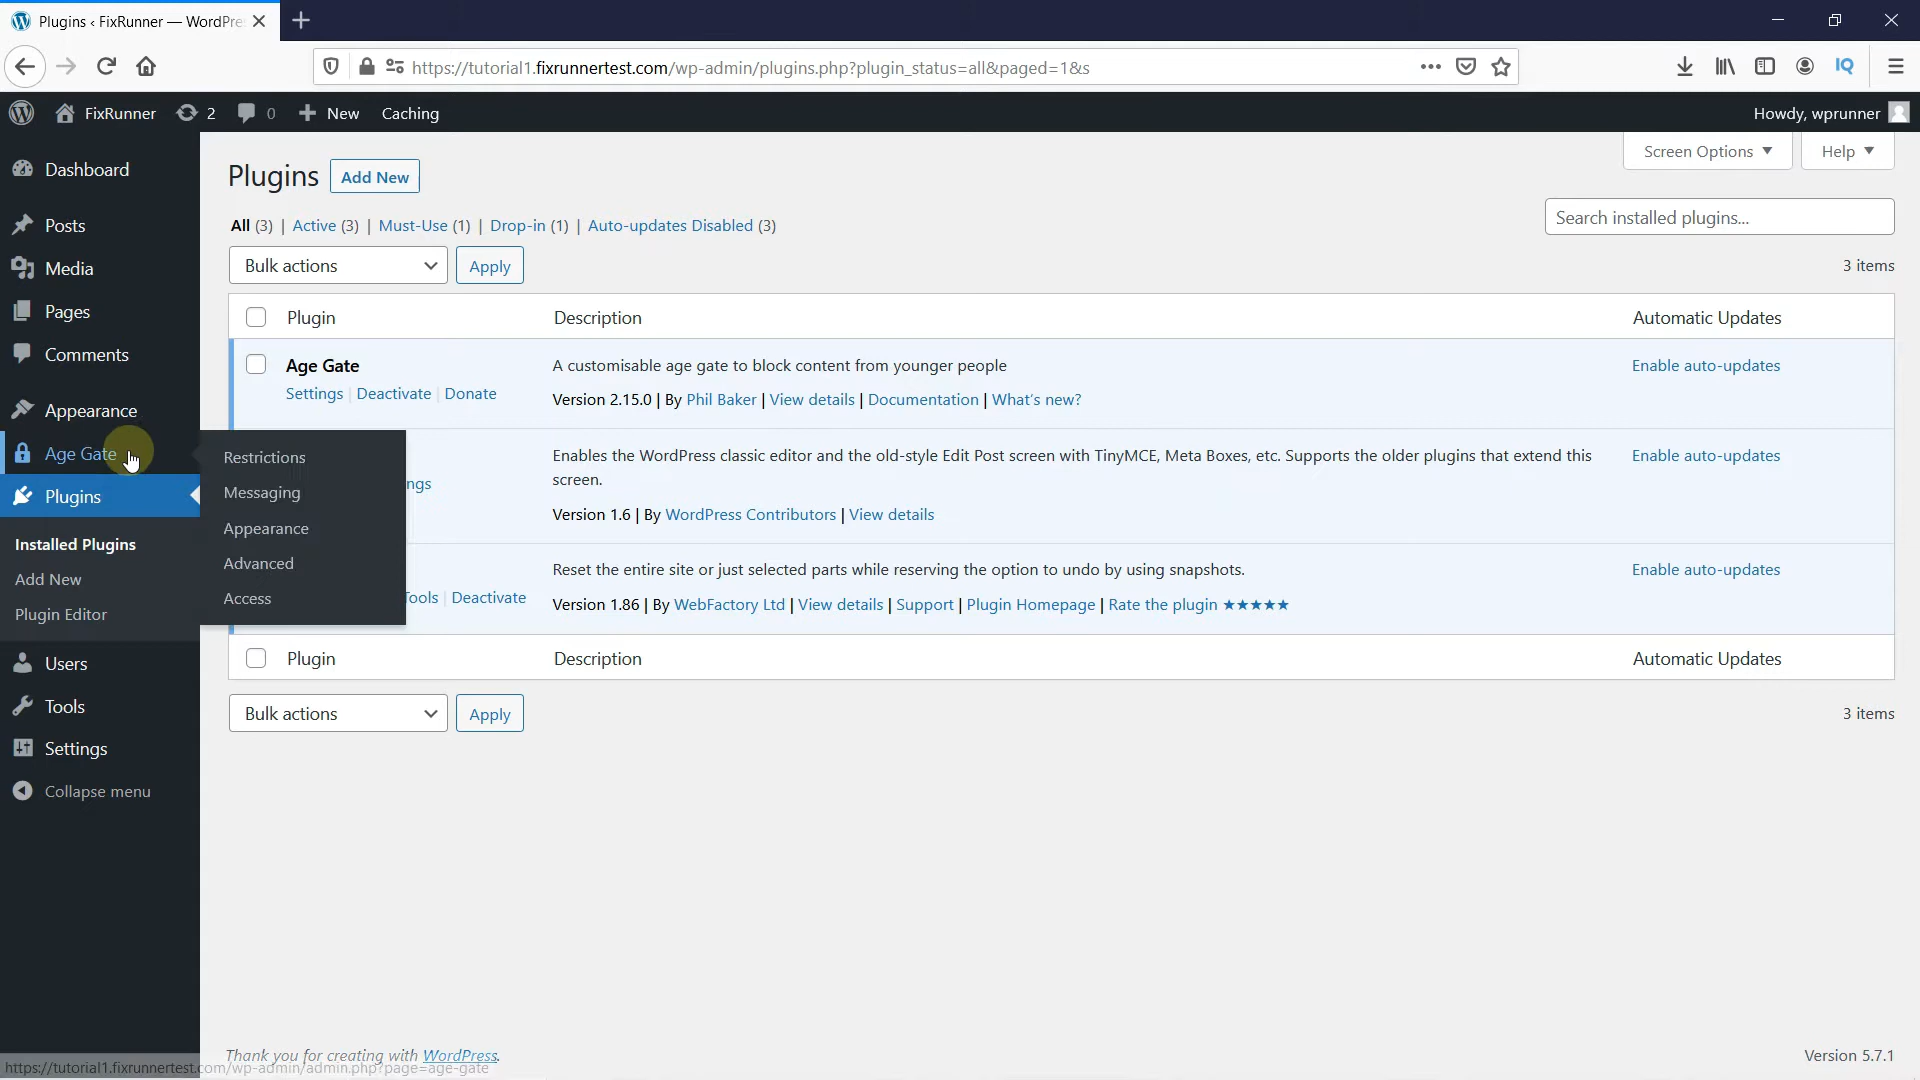 Plugins ‹ FixRunner — WordPre
https://tutorial1.fixrunnertest.com/wp-admin/plugins.php?plugin_status=all&paged=1&s
IQ
FixRunner 2 0 New Caching
Howdy, wprunner
Dashboard
Posts
Media
Pages
Comments
Appearance
Age Gate
Plugins
Installed Plugins
Add New
Plugin Editor
Users
Tools
Settings
Collapse menu
Restrictions
Messaging
Appearance
Advanced
Access
Screen Options Help
Plugins Add New
All (3) | Active (3) | Must-Use (1) | Drop-in (1) | Auto-updates Disabled (3)
Search installed plugins...
Bulk actions Apply
3 items
Plugin Description Automatic Updates
Age Gate A customisable age gate to block content from younger people Enable auto-updates
Settings | Deactivate | Donate Version 2.15.0 | By Phil Baker | View details | Documentation | What's new?
Enables the WordPress classic editor and the old-style Edit Post screen with TinyMCE, Meta Boxes, etc. Supports the older plugins that extend this Enable auto-updates
ngs screen.
Version 1.6 | By WordPress Contributors | View details
Reset the entire site or just selected parts while reserving the option to undo by using snapshots. Enable auto-updates
Tools | Deactivate Version 1.86 | By WebFactory Ltd | View details | Support | Plugin Homepage | Rate the plugin ★★★★★
Plugin Description Automatic Updates
Bulk actions Apply
3 items
Thank you for creating with WordPress.
Version 5.7.1
https://tutorial1.fixrunnertest.com/wp-admin/admin.php?page=age-gate